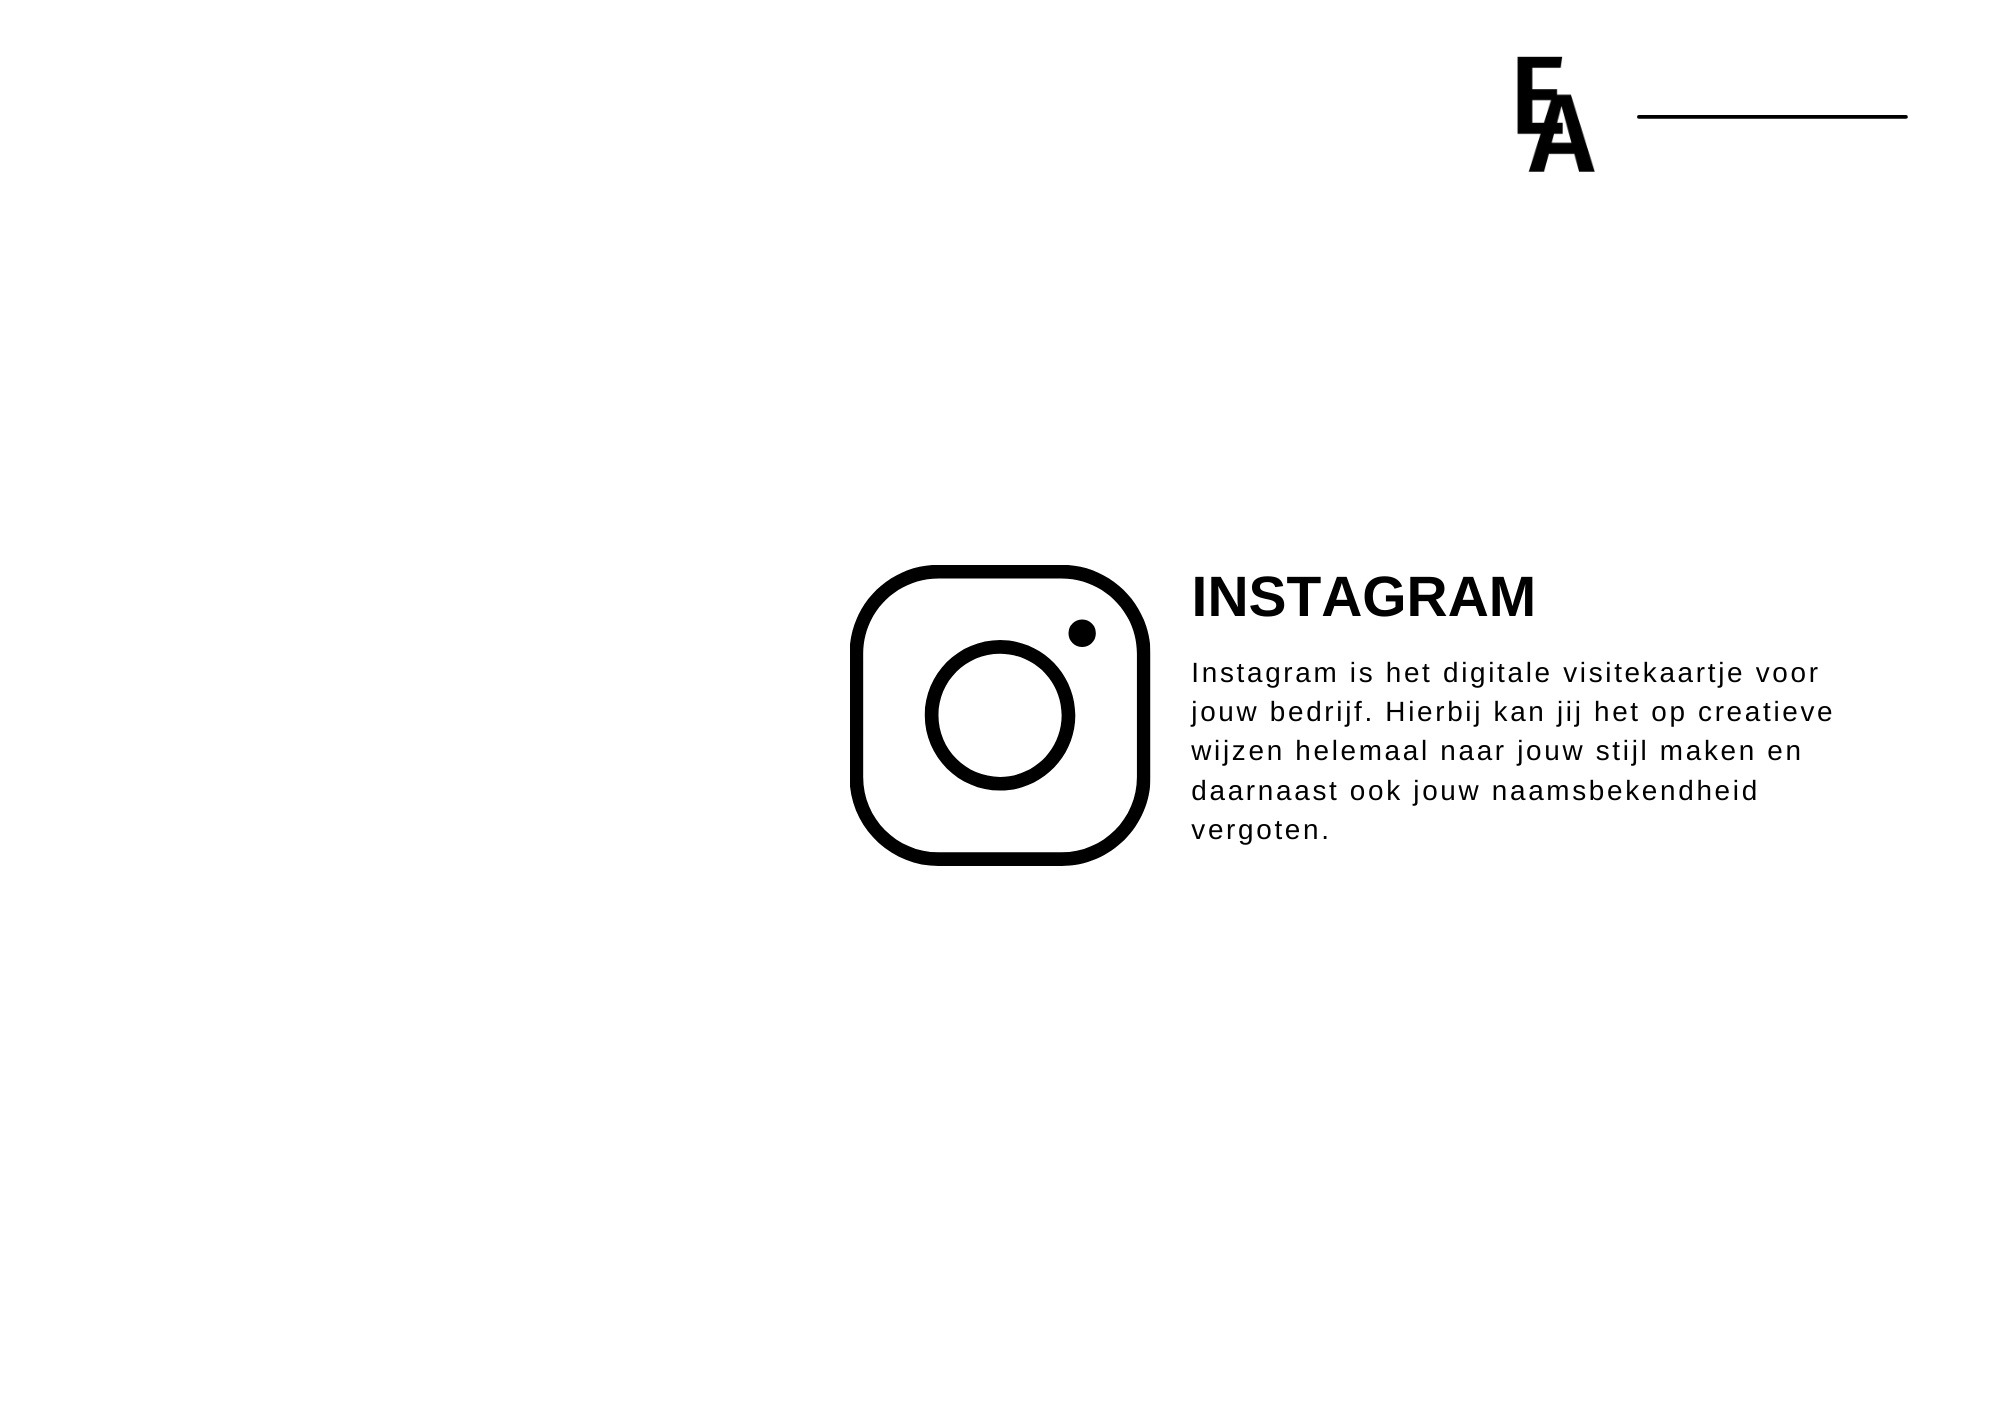 EA
INSTAGRAM
Instagram is het digitale visitekaartje voor
jouw bedrijf. Hierbij kan jij het op creatieve
wijzen helemaal naar jouw stijl maken en
daarnaast ook jouw naamsbekendheid
vergoten.